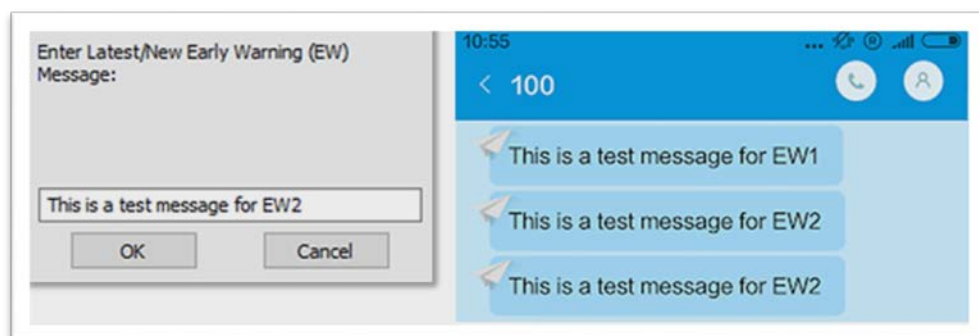 Enter Latest/New Early Warning (EW)
Message:
This is a test message for EW2
OK
Cancel
10:55
... R
< 100
This is a test message for EW1
This is a test message for EW2
This is a test message for EW2